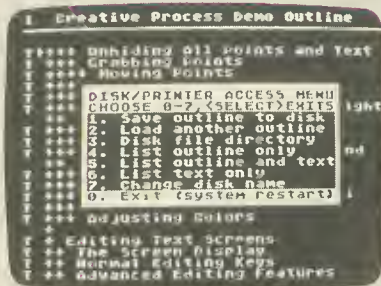 T Creative Process Demo Outline
T++++ Unhiding All Points and Text
T ++++ Grabbing Points
T ++++ Moving Points
DISK/PRINTER ACCESS MENU
CHOOSE 0-7,<SELECT>EXITS
ight
1. Save outline to disk
2. Load another outline
3. Disk file directory
4. List outline only
nd
5. List outline and text
6. List text only
7. Change disk name
0. Exit (system restart)
T +++ Adjusting Colors
+
T + Editing Text Screens
T ++ The Screen Display
T ++ Normal Editing Keys
T ++ Advanced Editing Features